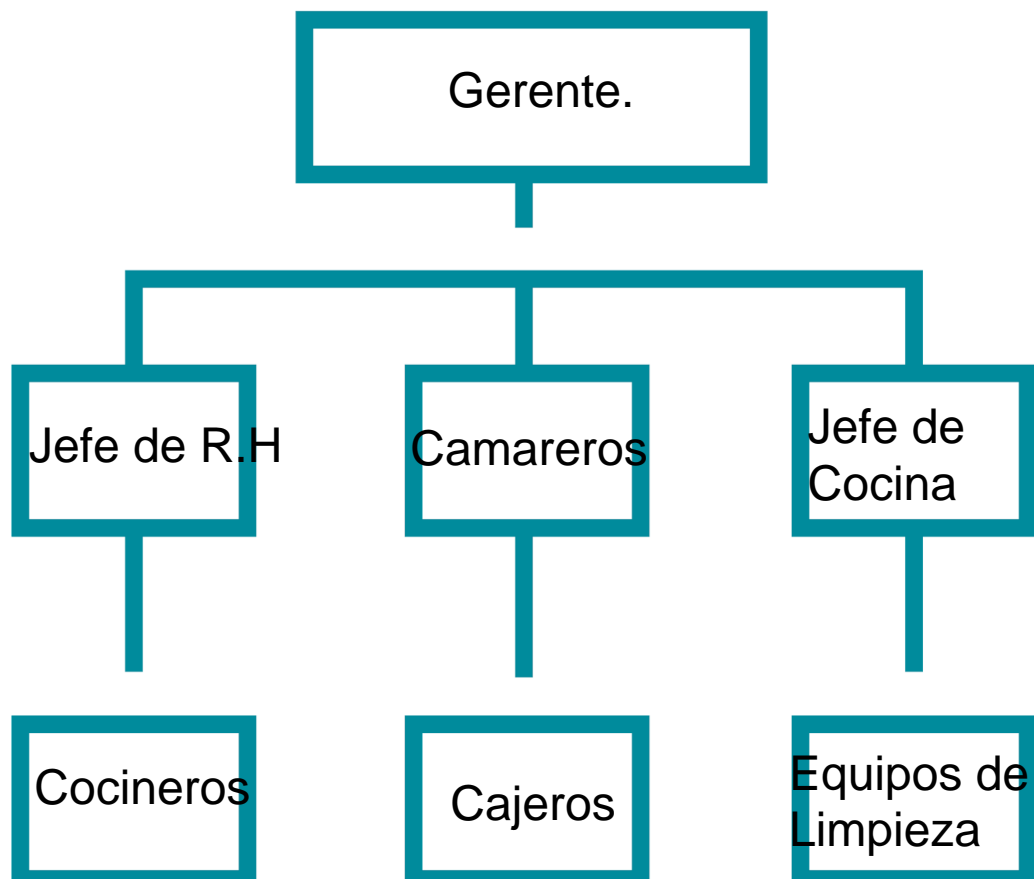 Gerente.
Jefe de R.H
Camareros
Jefe de
Cocina
Cocineros
Cajeros
Equipos de
Limpieza